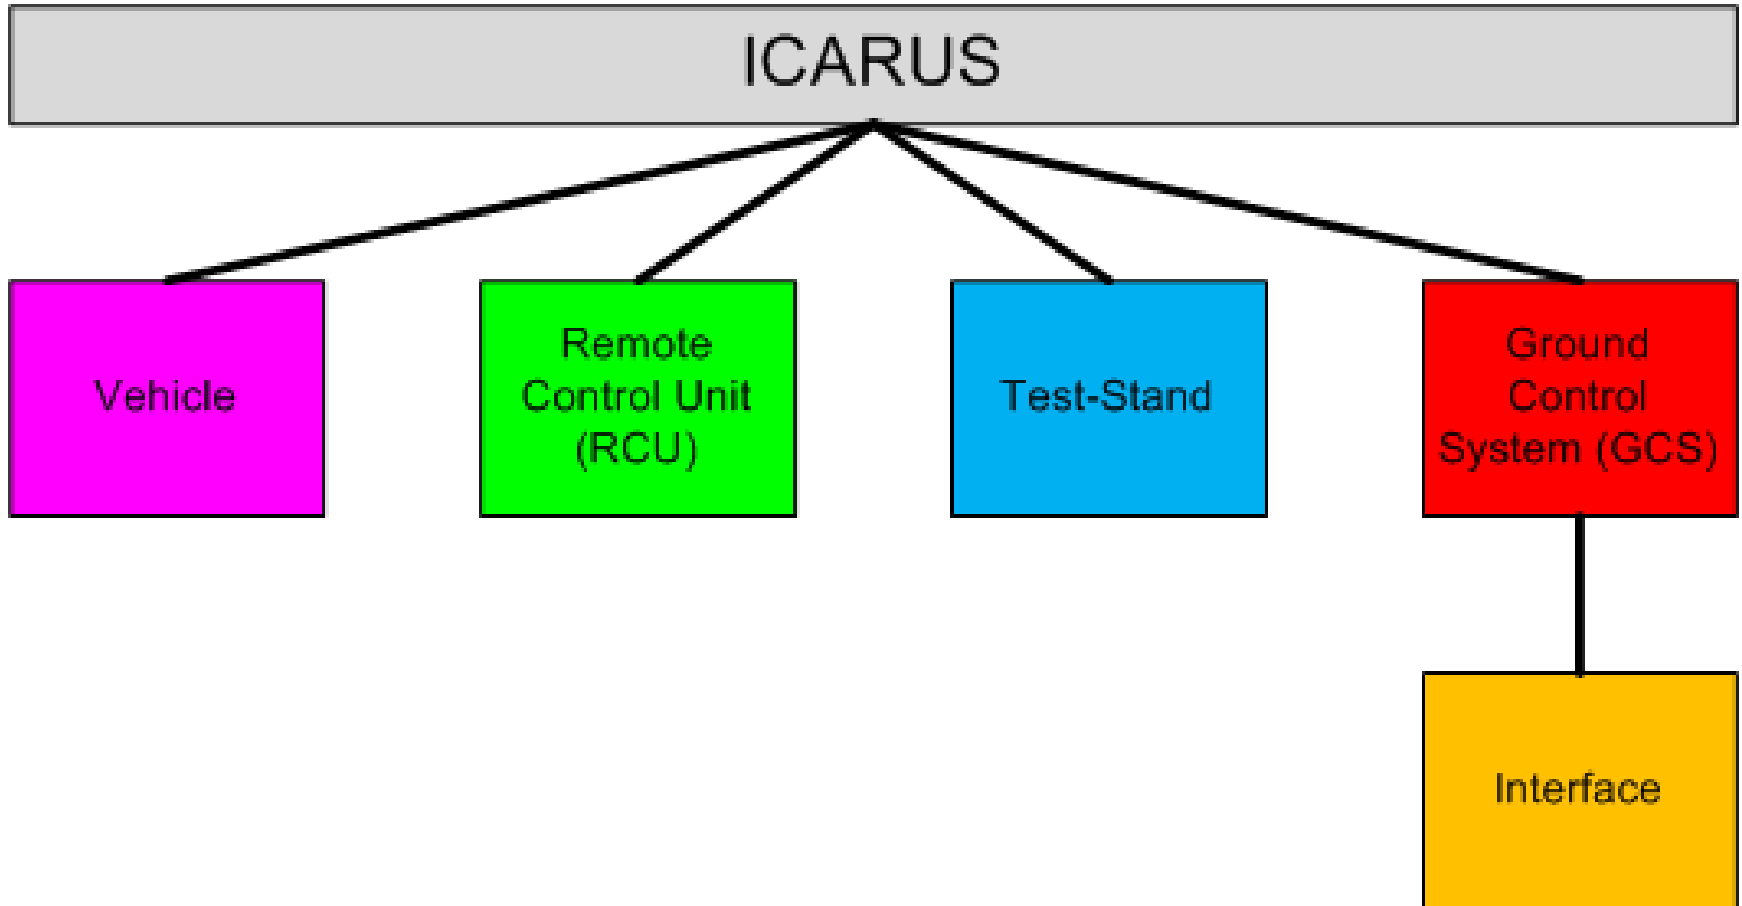 ICARUS
Vehicle
Remote
Control Unit
(RCU)
Test-Stand
Ground
Control
System (GCS)
Interface